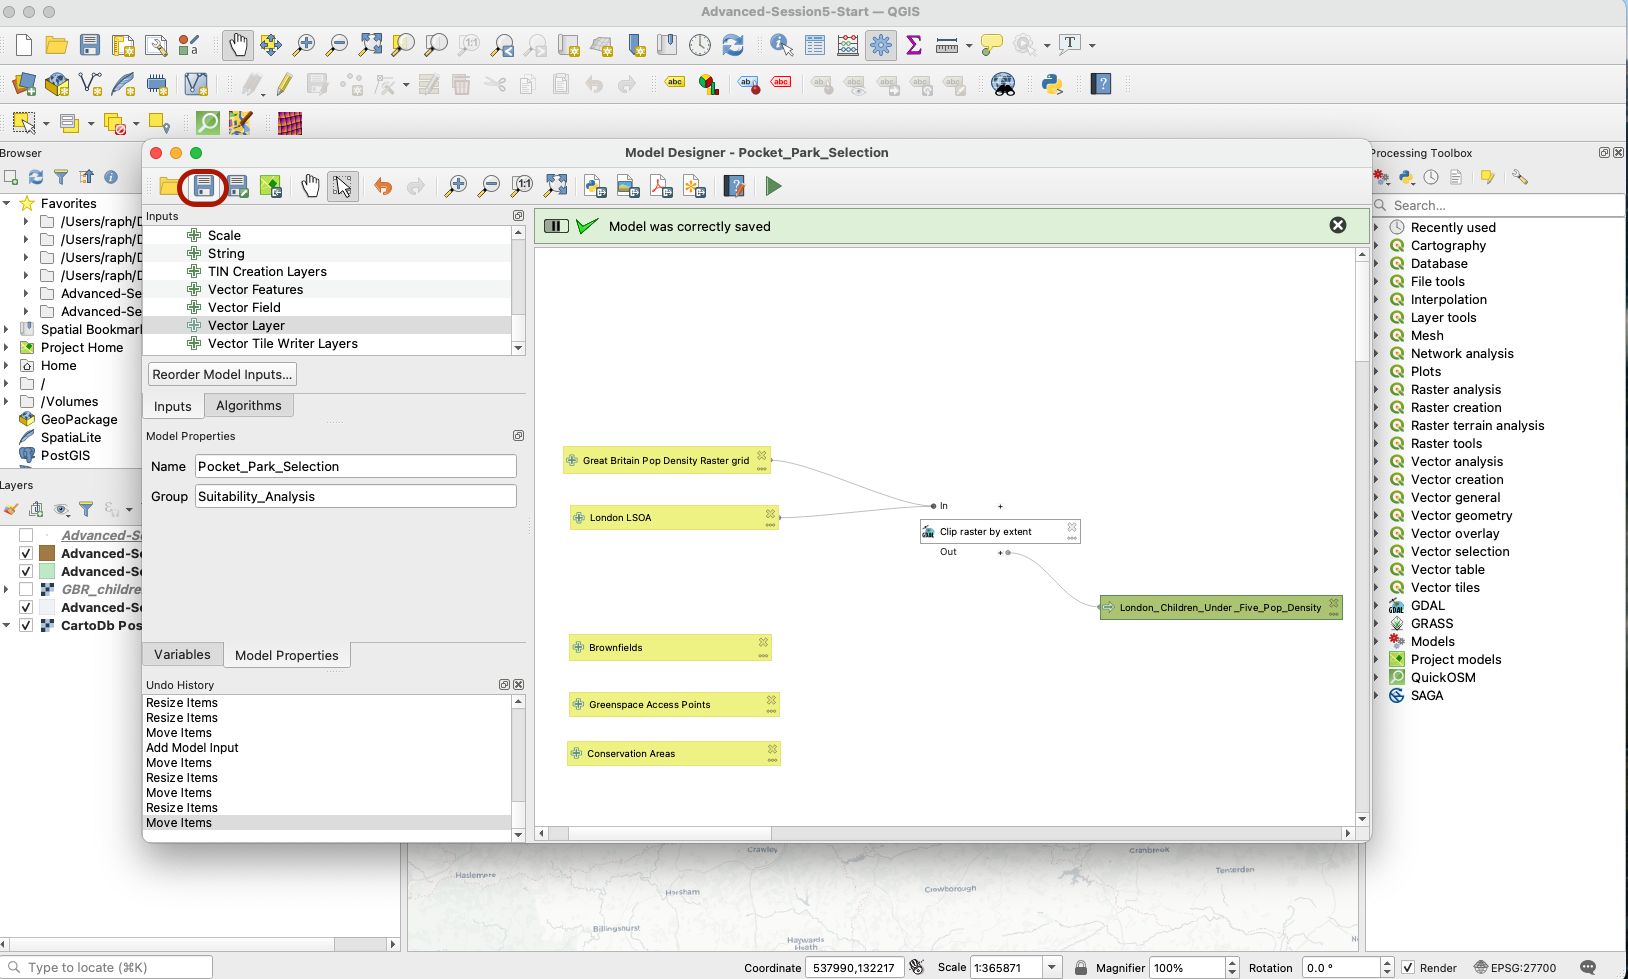 Advanced-Session5-Start — QGIS
Model Designer - Pocket_Park_Selection
Browser
Favorites
/Users/raph/D
/Users/raph/D
/Users/raph/D
/Users/raph/D
Advanced-Se
Advanced-Se
Spatial Bookmar
Project Home
Home
/
/Volumes
GeoPackage
SpatiaLite
PostGIS
Layers
Advanced-S
Advanced-S
Advanced-S
GBR_childre
Advanced-S
CartoDb Pos
Inputs
Scale
String
TIN Creation Layers
Vector Features
Vector Field
Vector Layer
Vector Tile Writer Layers
Reorder Model Inputs...
Inputs
Algorithms
Model Properties
Name
Pocket_Park_Selection
Group
Suitability_Analysis
Variables
Model Properties
Undo History
Resize Items
Resize Items
Move Items
Add Model Input
Move Items
Resize Items
Move Items
Resize Items
Move Items
Model was correctly saved
Great Britain Pop Density Raster grid
London LSOA
In
+
Clip raster by extent
Out
+
London_Children_Under_Five_Pop_Density
Brownfields
Greenspace Access Points
Conservation Areas
Processing Toolbox
Search...
Recently used
Cartography
Database
File tools
Interpolation
Layer tools
Mesh
Network analysis
Plots
Raster analysis
Raster creation
Raster terrain analysis
Raster tools
Vector analysis
Vector creation
Vector general
Vector geometry
Vector overlay
Vector selection
Vector table
Vector tiles
GDAL
GRASS
Models
Project models
QuickOSM
SAGA
Crawley
Cranbrook
Haslemere
Horsham
Crowborough
Tenterden
Billingshurst
Haywards
Heath
Type to locate (⌘K)
Coordinate
537990,132217
Scale
1:365871
Magnifier
100%
Rotation
0.0 °
Render
EPSG:27700